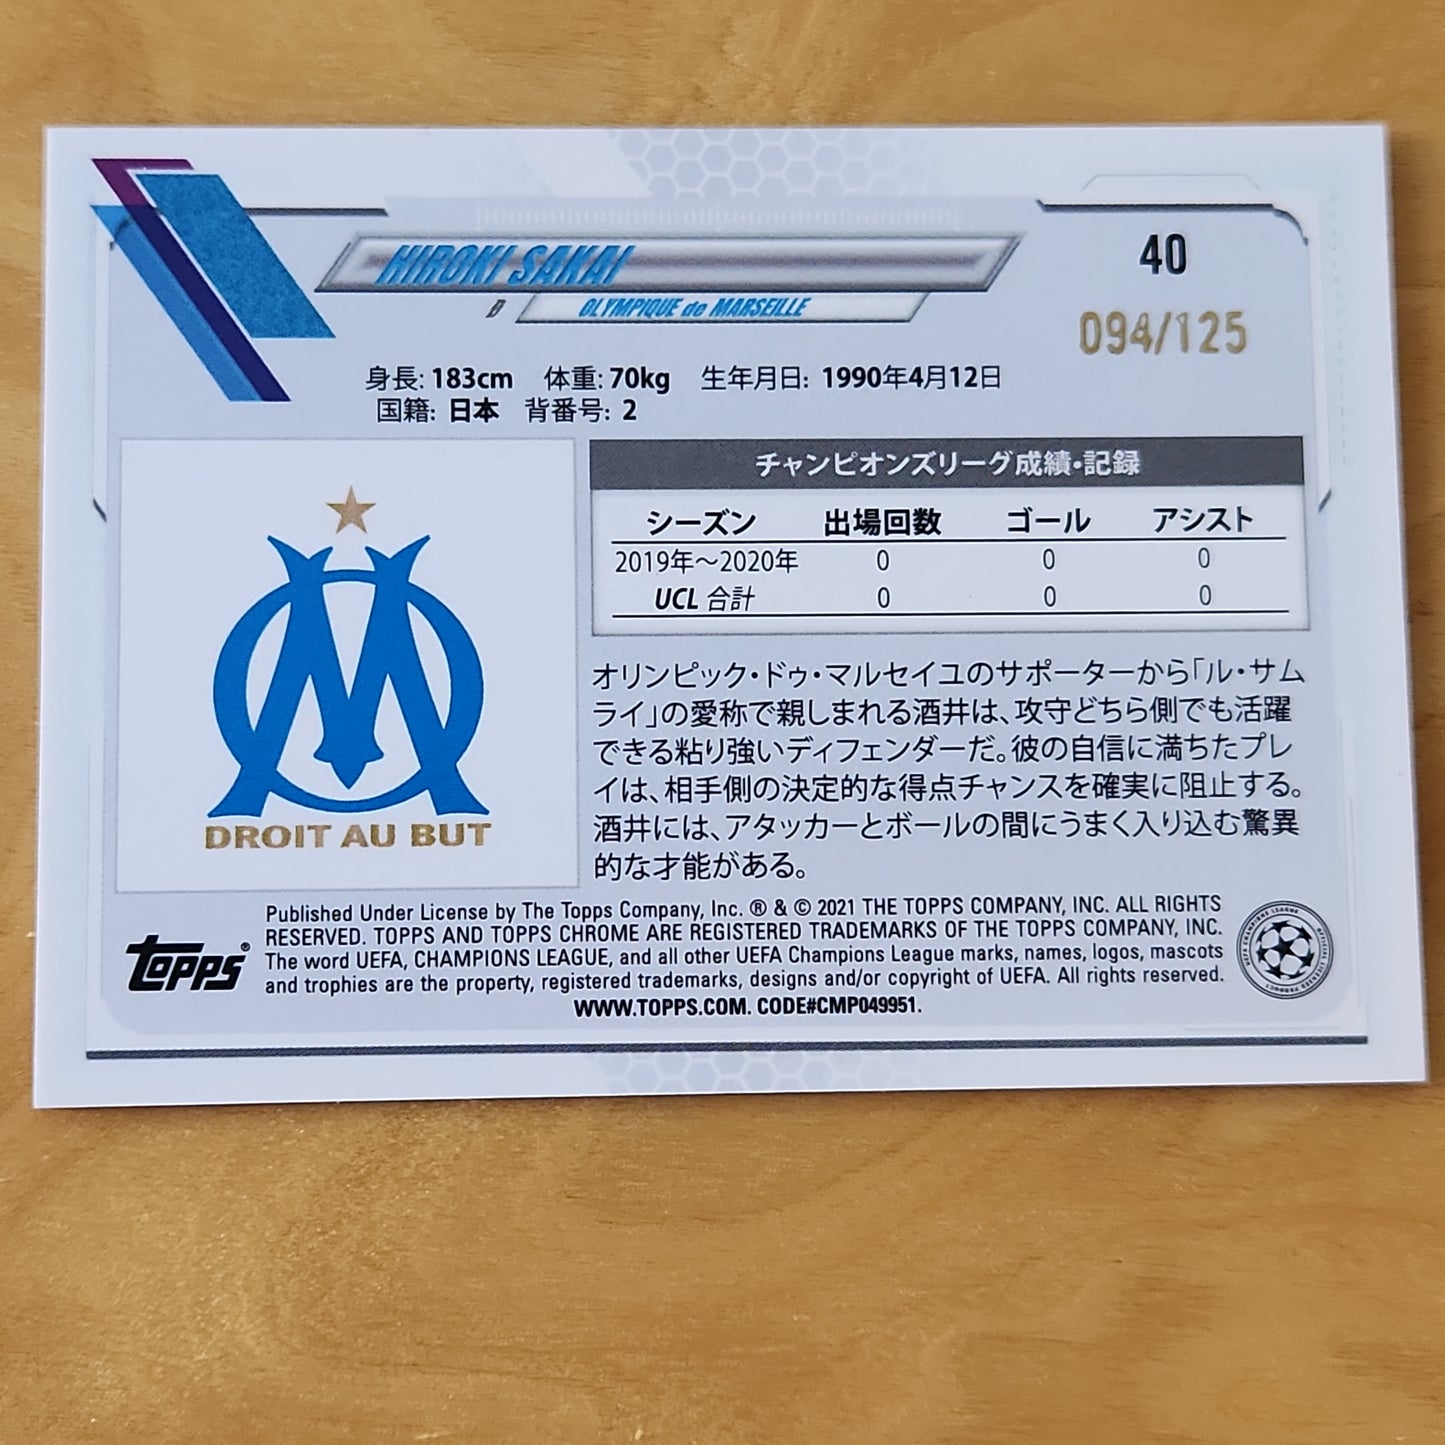 HIROKI SAKAI
40
D
OLYMPIQUE de MARSEILLE
094/125
身長: 183cm 体重: 70kg 生年月日: 1990年4月12日
国籍: 日本 背番号: 2
チャンピオンズリーグ成績・記録
シーズン 出場回数 ゴール アシスト
2019年〜2020年 0 0 0
UCL 合計 0 0 0
オリンピック・ドゥ・マルセイユのサポーターから「ル・サム
ライ」の愛称で親しまれる酒井は、攻守どちら側でも活躍
できる粘り強いディフェンダーだ。彼の自信に満ちたプレ
イは、相手側の決定的な得点チャンスを確実に阻止する。
酒井には、アタッカーとボールの間にうまく入り込む驚異
的な才能がある。
DROIT AU BUT
Topps®
Published Under License by The Topps Company, Inc. ® & © 2021 THE TOPPS COMPANY, INC. ALL RIGHTS
RESERVED. TOPPS AND TOPPS CHROME ARE REGISTERED TRADEMARKS OF THE TOPPS COMPANY, INC.
The word UEFA, CHAMPIONS LEAGUE, and all other UEFA Champions League marks, names, logos, mascots
and trophies are the property, registered trademarks, designs and/or copyright of UEFA. All rights reserved.
WWW.TOPPS.COM. CODE#CMP049951.
UEFA CHAMPIONS LEAGUE
OFFICIAL LICENSED PRODUCT